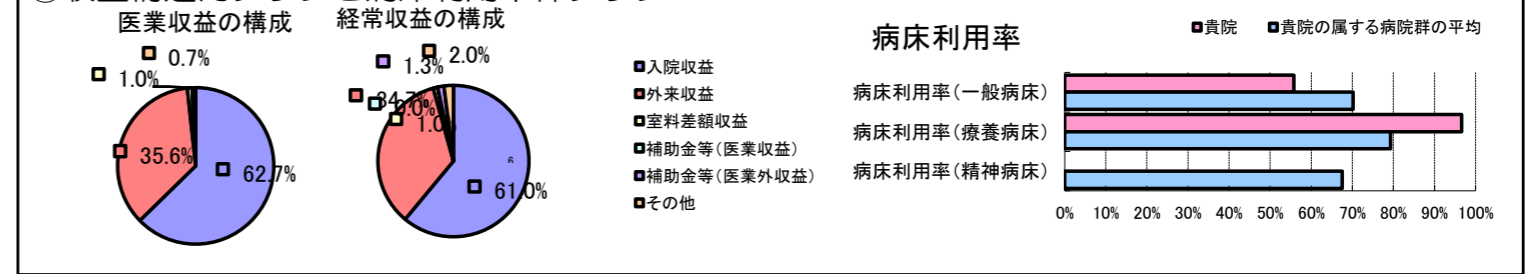 医業収益の構成
0.7%
1.0%
35.6%
62.7%
経常収益の構成
2.0%
1.3%
34.7%
0.0%
1.0%
61.0%
入院収益
外来収益
室料差額収益
補助金等(医業収益)
補助金等(医業外収益)
その他
病床利用率
貴院
貴院の属する病院群の平均
病床利用率(一般病床)
病床利用率(療養病床)
病床利用率(精神病床)
0% 10% 20% 30% 40% 50% 60% 70% 80% 90% 100%